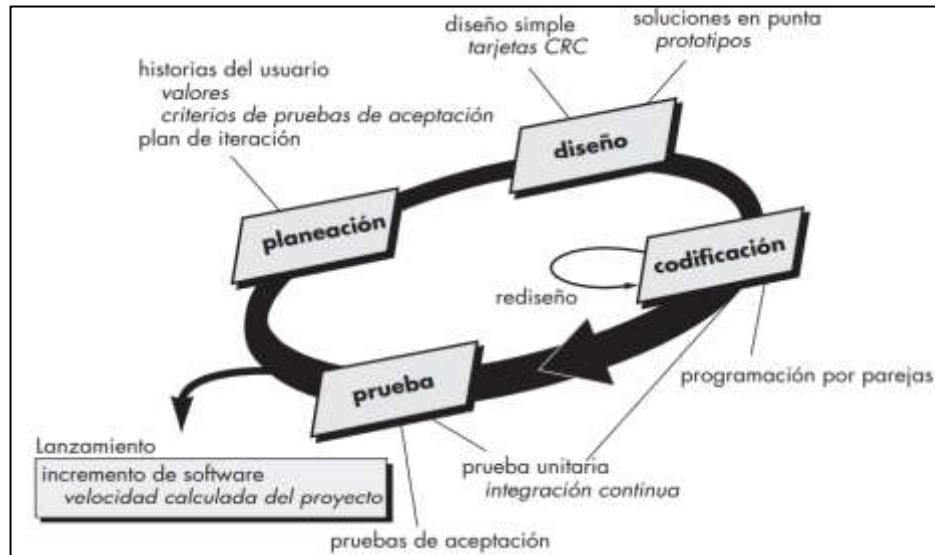 diseño simple
tarjetas CRC
soluciones en punta
prototipos
historias del usuario
valores
criterios de pruebas de aceptación
plan de iteración
diseño
planeación
codificación
rediseño
prueba
programación por parejas
Lanzamiento
incremento de software
velocidad calculada del proyecto
prueba unitaria
integración continua
pruebas de aceptación